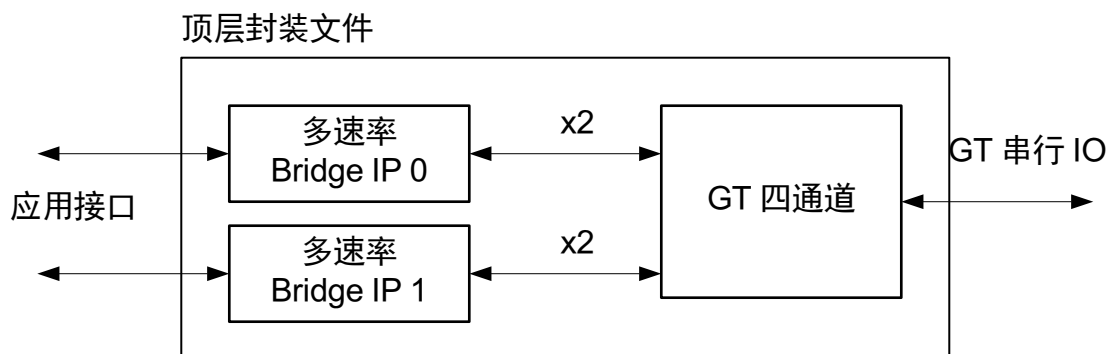 顶层封装文件
多速率
Bridge IP 0
x2
GT 四通道
GT 串行 IO
应用接口
多速率
Bridge IP 1
x2